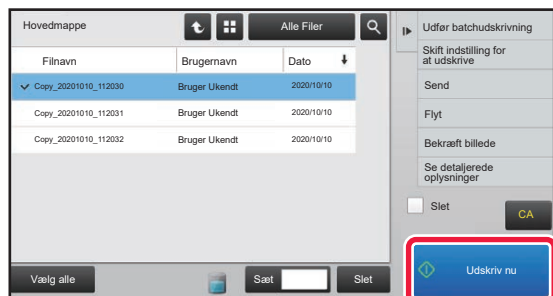 Hovedmappe
Alle Filer
Filnavn Brugernavn Dato
Copy_20201010_112030 Bruger Ukendt 2020/10/10
Copy_20201010_112031 Bruger Ukendt 2020/10/10
Copy_20201010_112032 Bruger Ukendt 2020/10/10
Vælg alle
Sæt
Slet
Udfør batchudskrivning
Skift indstilling for
at udskrive
Send
Flyt
Bekræft billede
Se detaljerede
oplysninger
Slet
CA
Udskriv nu